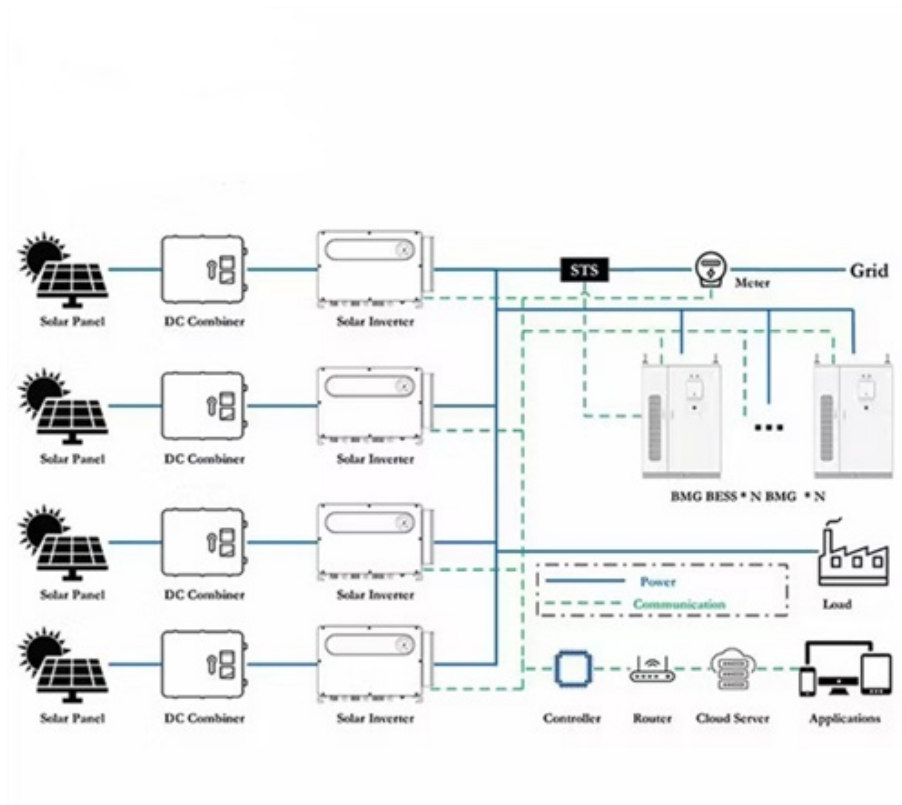 STS
Grid
Meter
Solar Panel DC Combiner Solar Inverter
Solar Panel DC Combiner Solar Inverter
BMG BESS * N BMG * N
Solar Panel DC Combiner Solar Inverter
Power
Communication
Load
Solar Panel DC Combiner Solar Inverter
Controller Router Cloud Server Applications